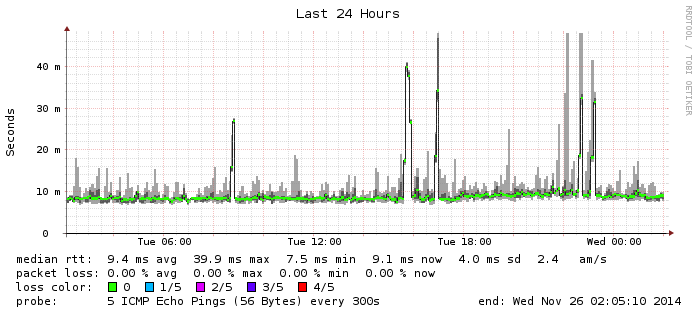 Last 24 Hours
RRDTOOL / TOBI OETIKER
Seconds
40 m
30 m
20 m
10 m
0
Tue 06:00 Tue 12:00 Tue 18:00 Wed 00:00
median rtt: 9.4 ms avg 39.9 ms max 7.5 ms min 9.1 ms now 4.0 ms sd 2.4 am/s
packet loss: 0.00 % avg 0.00 % max 0.00 % min 0.00 % now
loss color: 0 1/5 2/5 3/5 4/5
probe: 5 ICMP Echo Pings (56 Bytes) every 300s end: Wed Nov 26 02:05:10 2014